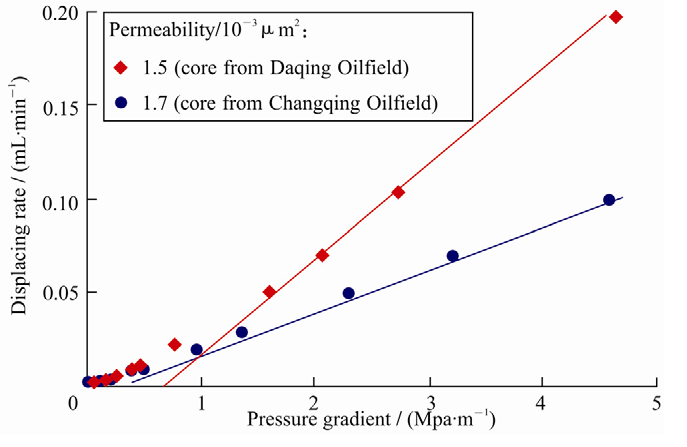 Permeability/10⁻³ μm²:
1.5 (core from Daqing Oilfield)
1.7 (core from Changqing Oilfield)
Displacing rate / (mL·min⁻¹)
0.20
0.15
0.10
0.05
0 1 2 3 4 5
Pressure gradient / (Mpa·m⁻¹)